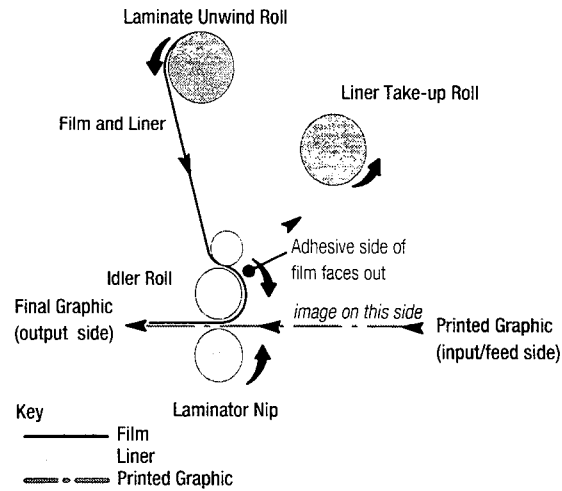 Laminate Unwind Roll
Liner Take-up Roll
Film and Liner
Adhesive side of
film faces out
Idler Roll
Final Graphic
(output side)
image on this side
Printed Graphic
(input/feed side)
Laminator Nip
Key
Film
Liner
Printed Graphic